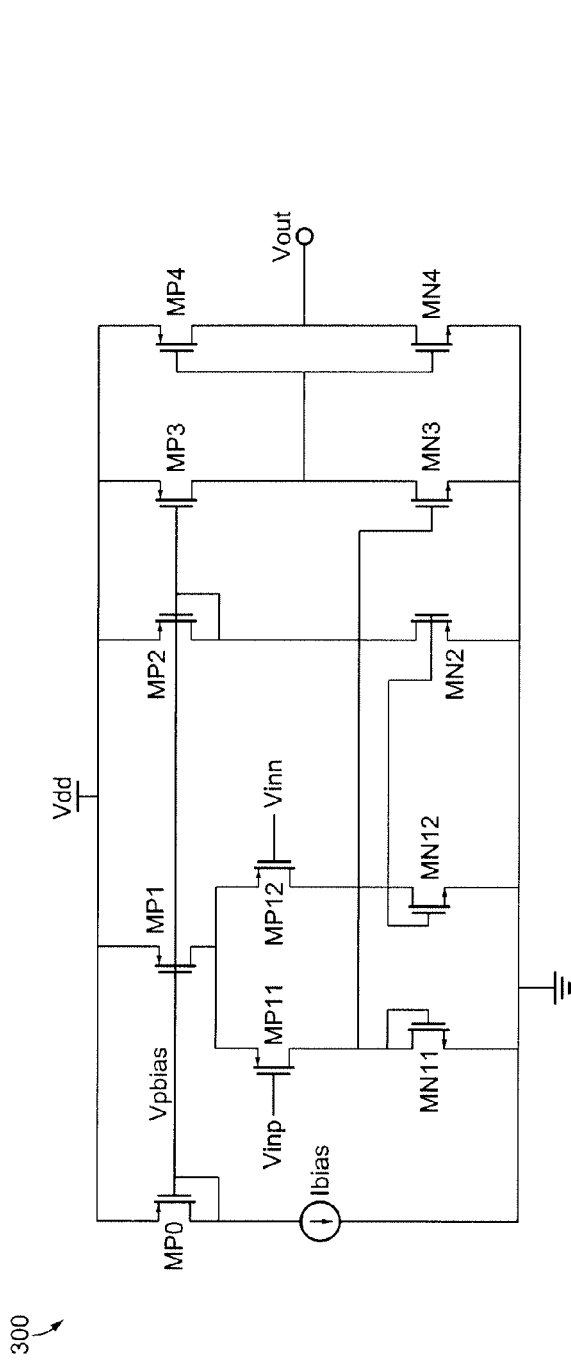 300
Vdd
Vpbias
MP0
MP1
MP2
MP3
MP4
Vinp
MP11
MP12
Vinn
Vout
Ibias
MN11
MN12
MN2
MN3
MN4